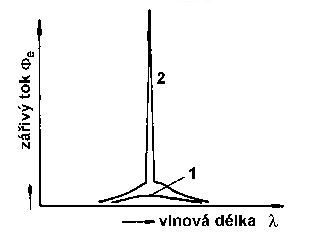 zářivý tok Φe
2
1
vlnová délka λ